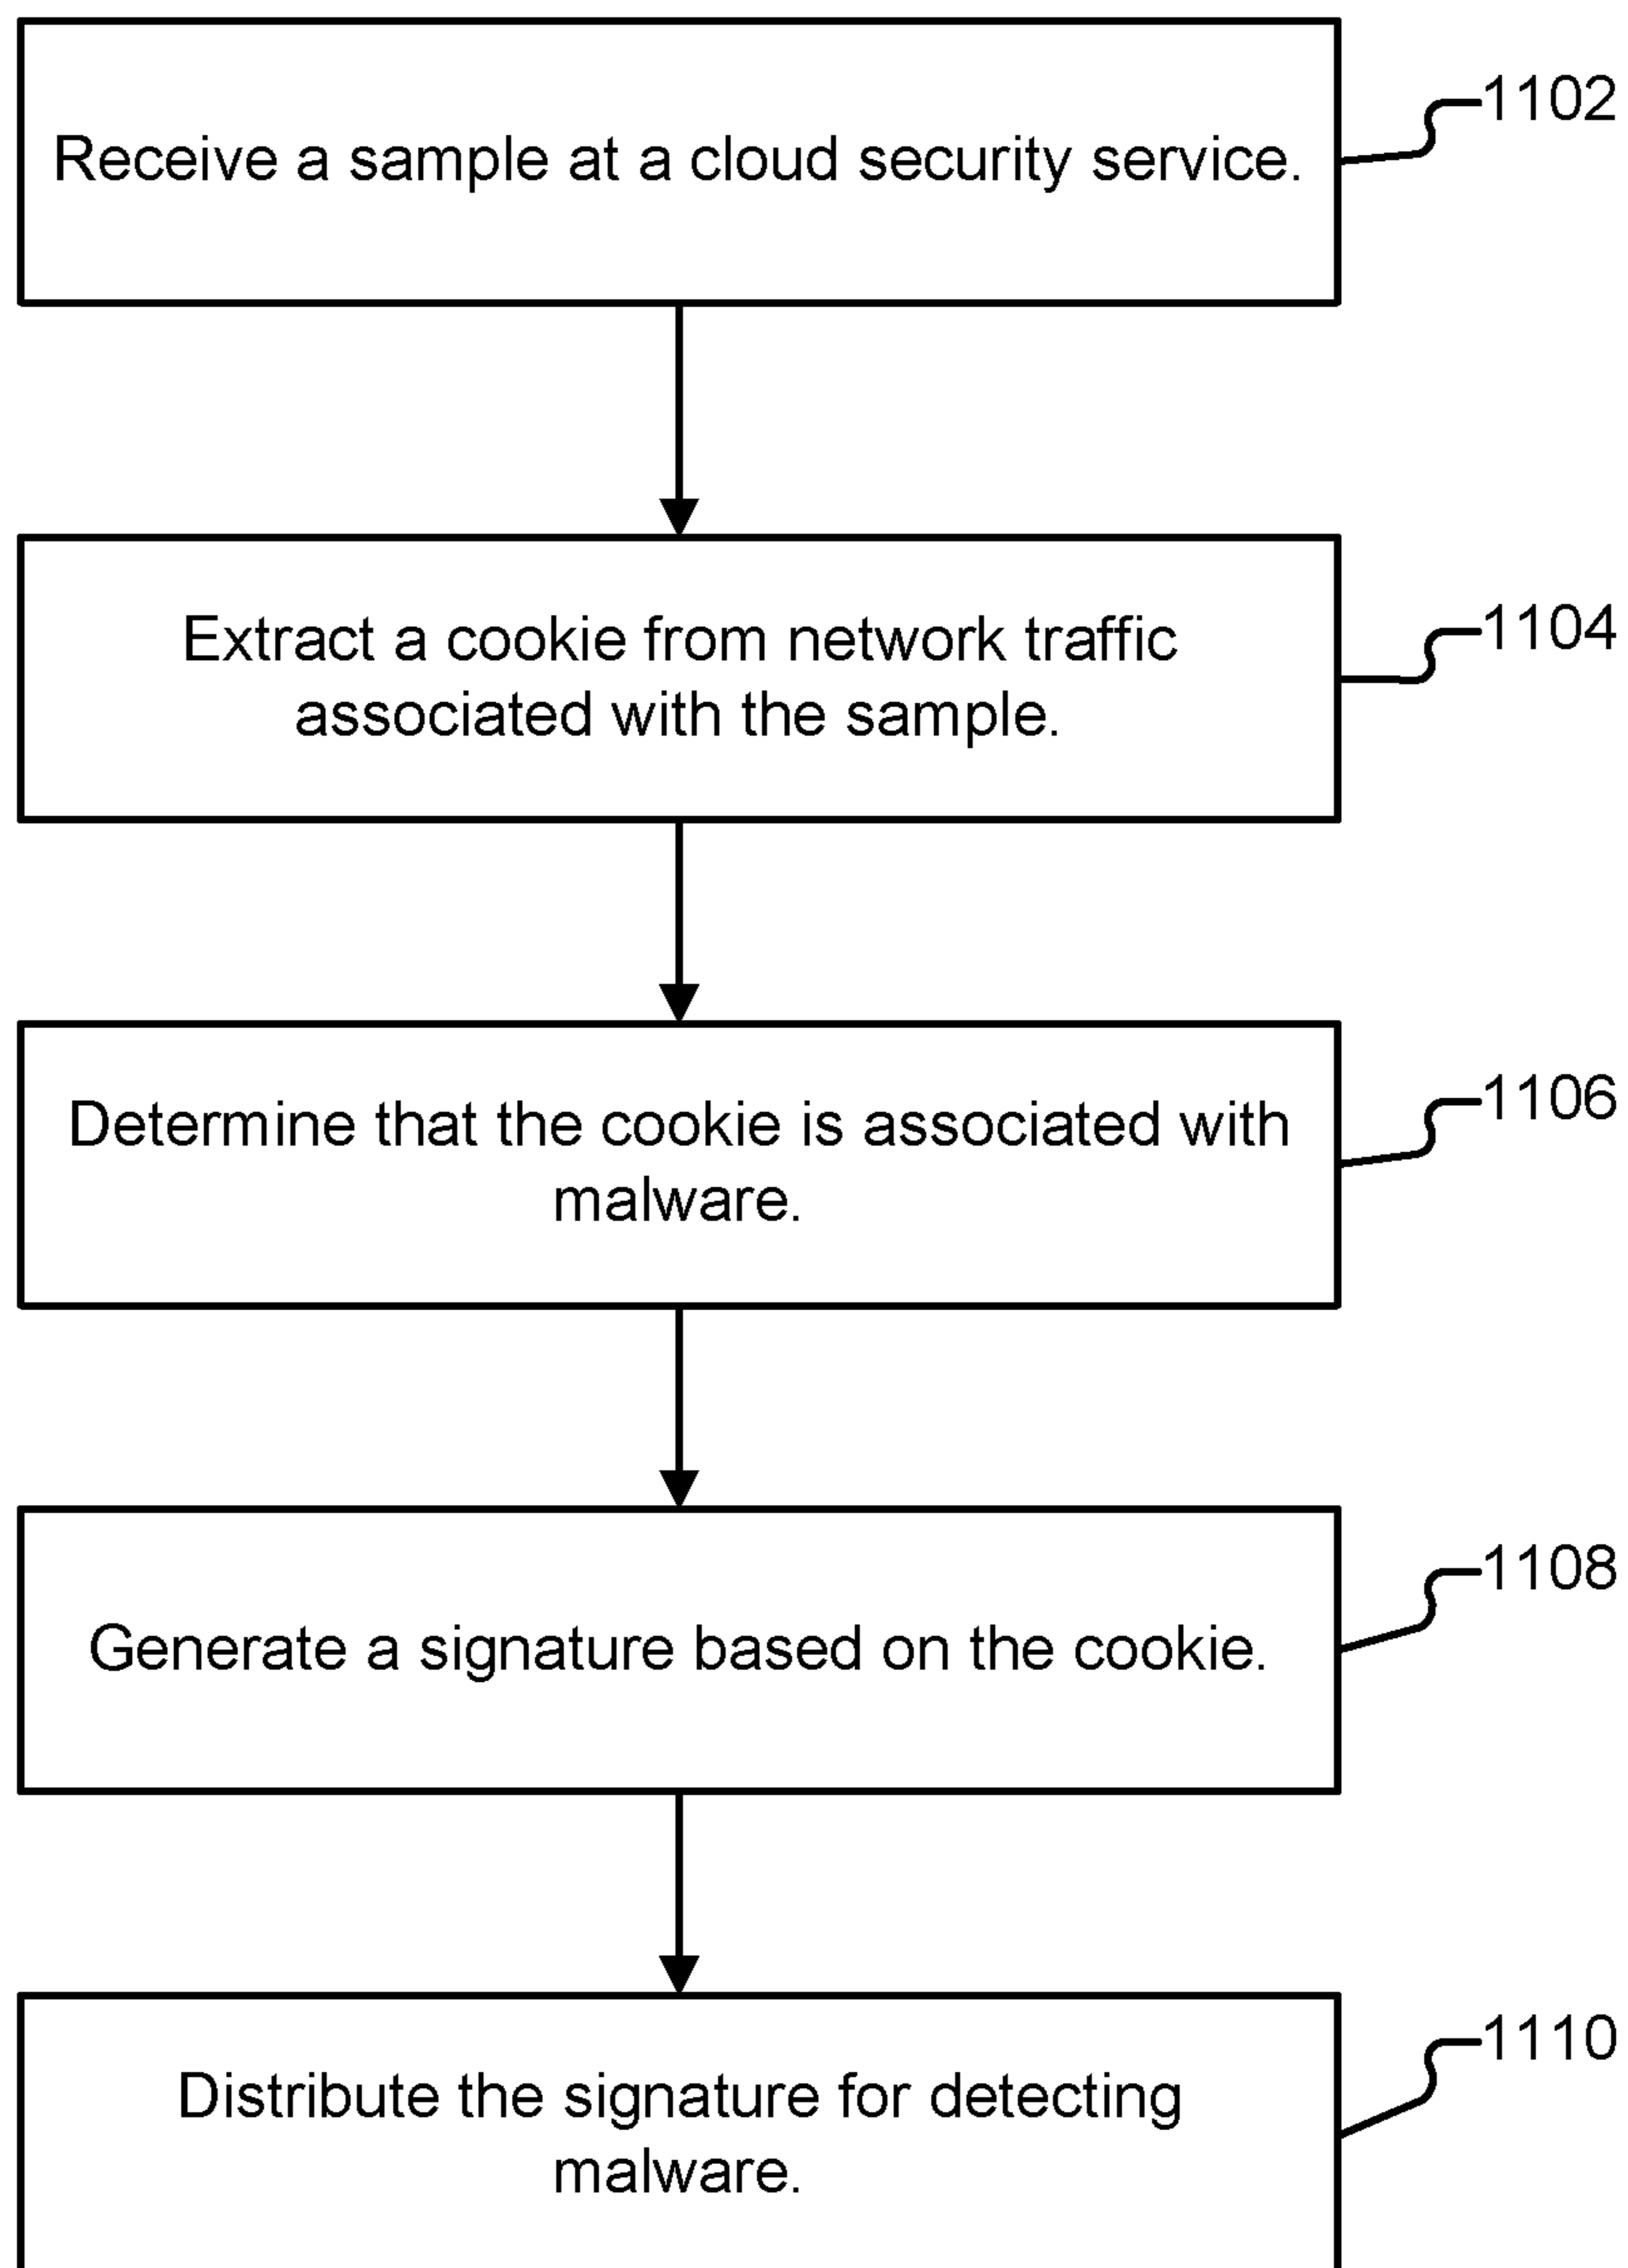 Receive a sample at a cloud security service.
1102
Extract a cookie from network traffic
associated with the sample.
1104
Determine that the cookie is associated with
malware.
1106
Generate a signature based on the cookie.
1108
Distribute the signature for detecting
malware.
1110